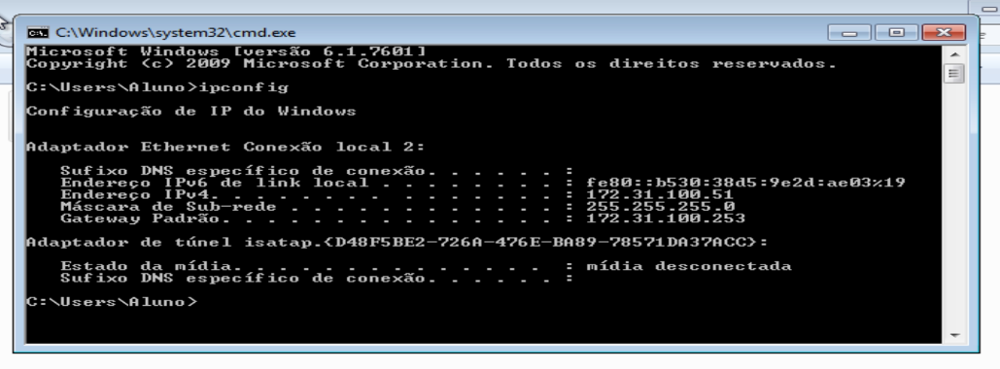 C:\Windows\system32\cmd.exe
Microsoft Windows [versão 6.1.7601]
Copyright (c) 2009 Microsoft Corporation. Todos os direitos reservados.
C:\Users\Aluno>ipconfig
Configuração de IP do Windows
Adaptador Ethernet Conexão local 2:
Sufixo DNS específico de conexão. . . . . . :
Endereço IPv6 de link local . . . . . . . . : fe80::b530:38d5:9e2d:ae03%19
Endereço IPv4. . . . . . . . . . . . . . . : 172.31.100.51
Máscara de Sub-rede . . . . . . . . . . . . : 255.255.255.0
Gateway Padrão. . . . . . . . . . . . . . . : 172.31.100.253
Adaptador de túnel isatap.{D48F5BE2-726A-476E-BA89-78571DA37ACC}:
Estado da mídia. . . . . . . . . . . . . . : mídia desconectada
Sufixo DNS específico de conexão. . . . . . :
C:\Users\Aluno>